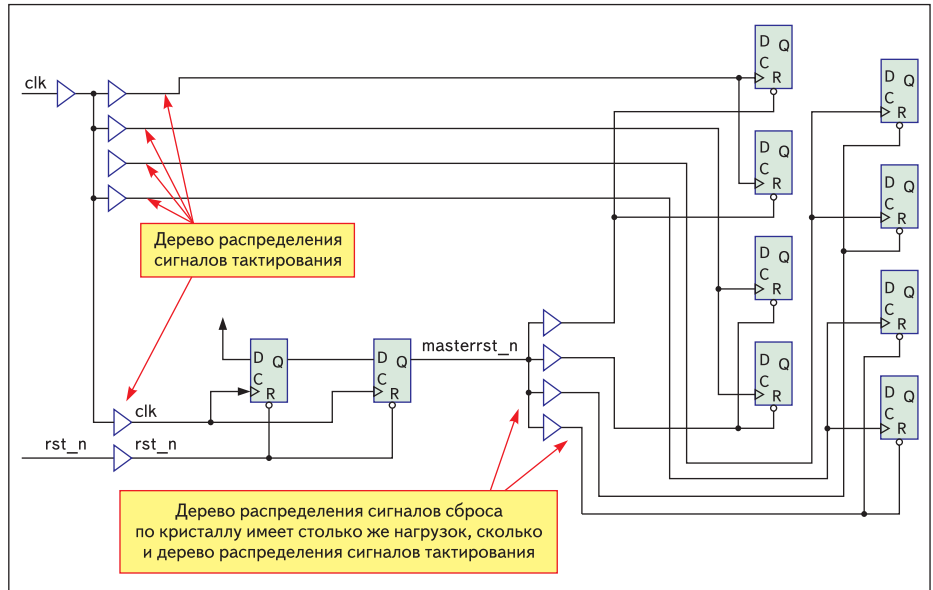 clk
D Q
C
R
D Q
C
R
D Q
C
R
D Q
C
R
Дерево распределения
сигналов тактирования
D Q
C
R
D Q
C
R
masterrst_n
D Q
C
R
D Q
C
R
D Q
C
R
D Q
C
R
clk
rst_n
rst_n
Дерево распределения сигналов сброса
по кристаллу имеет столько же нагрузок, сколько
и дерево распределения сигналов тактирования